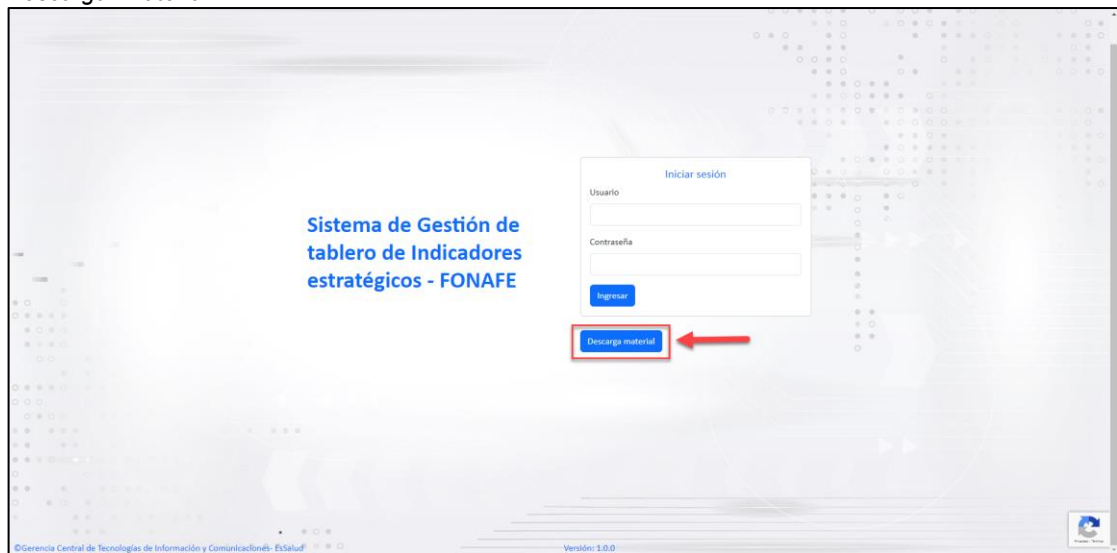 Iniciar sesión
Usuario
Sistema de Gestión de
tablero de Indicadores
estratégicos - FONAFE
Contraseña
Ingresar
Descarga material
©Gerencia Central de Tecnologías de Información y Comunicaciones- EsSalud
Versión: 1.0.0